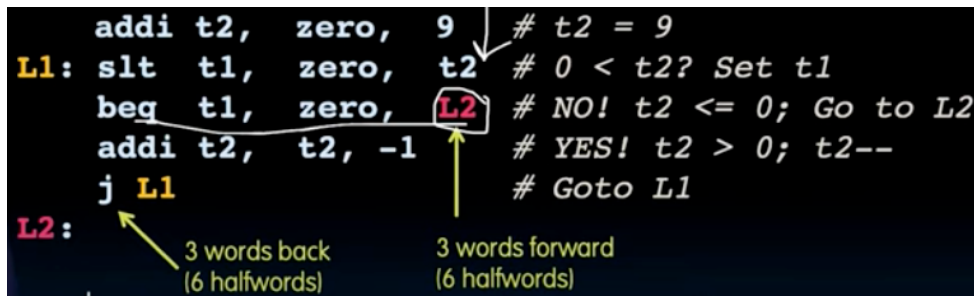 addi t2, zero, 9 # t2 = 9
L1: slt t1, zero, t2 # 0 < t2? Set t1
beq t1, zero, L2 # NO! t2 <= 0; Go to L2
addi t2, t2, -1 # YES! t2 > 0; t2--
j L1 # Goto L1
L2:
3 words back 3 words forward
(6 halfwords) (6 halfwords)